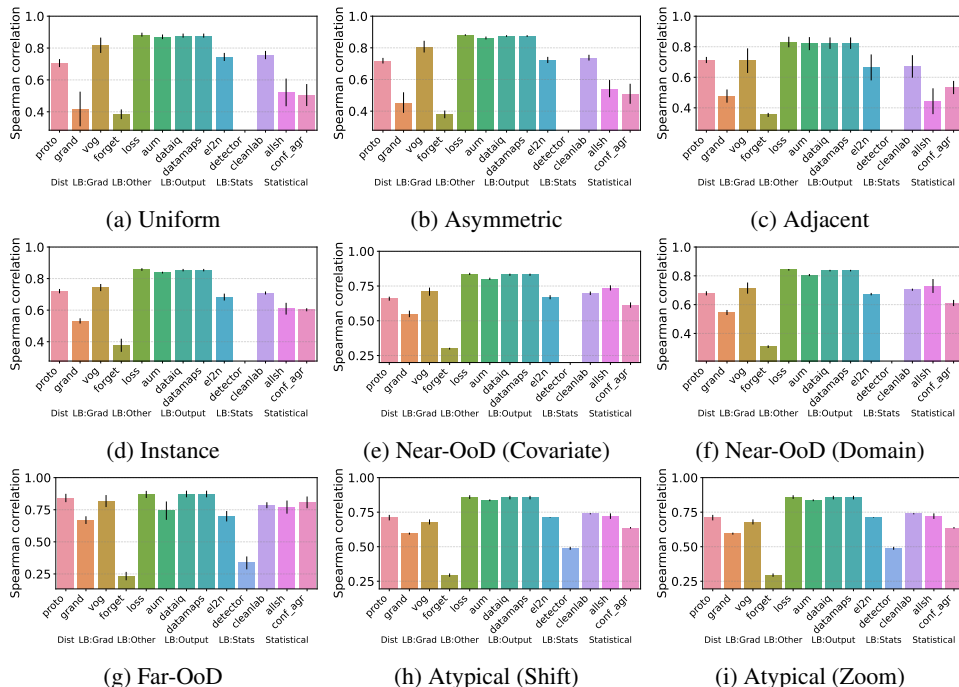 Spearman correlation
1.0
0.8
0.6
0.4
proto
grand
vog
forget
loss
aum
dataiq
datamaps
el2n
detector
cleanlab
allsh
conf_agr
Dist LB:Grad LB:Other LB:Output LB:Stats Statistical
(a) Uniform
Spearman correlation
1.0
0.8
0.6
0.4
proto
grand
vog
forget
loss
aum
dataiq
datamaps
el2n
detector
cleanlab
allsh
conf_agr
Dist LB:Grad LB:Other LB:Output LB:Stats Statistical
(b) Asymmetric
Spearman correlation
1.0
0.8
0.6
0.4
proto
grand
vog
forget
loss
aum
dataiq
datamaps
el2n
detector
cleanlab
allsh
conf_agr
Dist LB:Grad LB:Other LB:Output LB:Stats Statistical
(c) Adjacent
Spearman correlation
1.0
0.8
0.6
0.4
proto
grand
vog
forget
loss
aum
dataiq
datamaps
el2n
detector
cleanlab
allsh
conf_agr
Dist LB:Grad LB:Other LB:Output LB:Stats Statistical
(d) Instance
Spearman correlation
1.00
0.75
0.50
0.25
proto
grand
vog
forget
loss
aum
dataiq
datamaps
el2n
detector
cleanlab
allsh
conf_agr
Dist LB:Grad LB:Other LB:Output LB:Stats Statistical
(e) Near-OoD (Covariate)
Spearman correlation
1.0
0.8
0.6
0.4
proto
grand
vog
forget
loss
aum
dataiq
datamaps
el2n
detector
cleanlab
allsh
conf_agr
Dist LB:Grad LB:Other LB:Output LB:Stats Statistical
(f) Near-OoD (Domain)
Spearman correlation
1.00
0.75
0.50
0.25
proto
grand
vog
forget
loss
aum
dataiq
datamaps
el2n
detector
cleanlab
allsh
conf_agr
Dist LB:Grad LB:Other LB:Output LB:Stats Statistical
(g) Far-OoD
Spearman correlation
1.00
0.75
0.50
0.25
proto
grand
vog
forget
loss
aum
dataiq
datamaps
el2n
detector
cleanlab
allsh
conf_agr
Dist LB:Grad LB:Other LB:Output LB:Stats Statistical
(h) Atypical (Shift)
Spearman correlation
1.00
0.75
0.50
0.25
proto
grand
vog
forget
loss
aum
dataiq
datamaps
el2n
detector
cleanlab
allsh
conf_agr
Dist LB:Grad LB:Other LB:Output LB:Stats Statistical
(i) Atypical (Zoom)